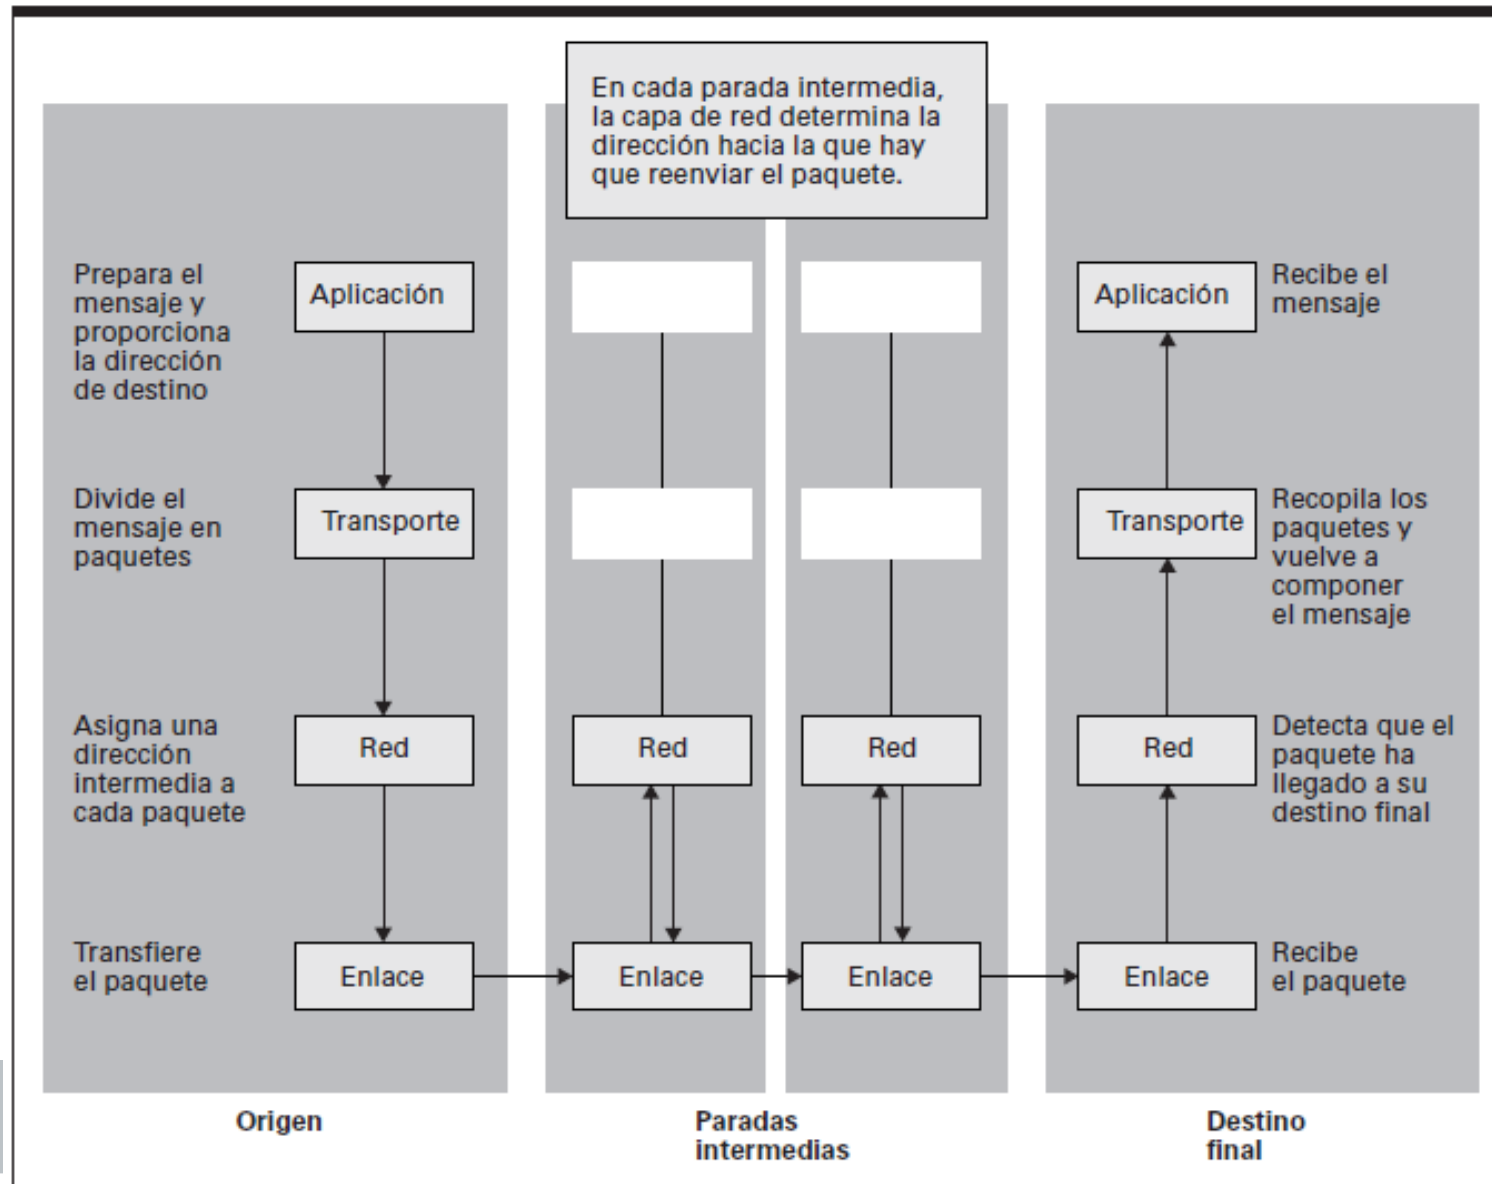 En cada parada intermedia,
la capa de red determina la
dirección hacia la que hay
que reenviar el paquete.
Prepara el
mensaje y
proporciona
la dirección
de destino
Aplicación
Aplicación
Recibe el
mensaje
Divide el
mensaje en
paquetes
Transporte
Transporte
Recopila los
paquetes y
vuelve a
componer
el mensaje
Asigna una
dirección
intermedia a
cada paquete
Red
Red
Red
Red
Detecta que el
paquete ha
llegado a su
destino final
Transfiere
el paquete
Enlace
Enlace
Enlace
Enlace
Recibe
el paquete
Origen
Paradas
intermedias
Destino
final